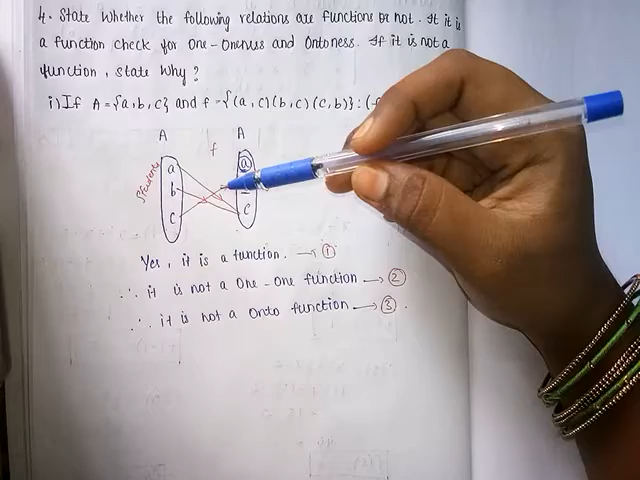 4. State whether the following relations are functions or not. If it is
a function check for one-oneness and ontoness. If it is not a
function, state why?
i) If A = {a, b, c} and f = {(a, c) (b, c) (c, b)} : (f
A A
f
students
a a
b
c c
Yes, it is a function. → ①
∴ it is not a one-one function → ②
∴ it is not a onto function → ③.